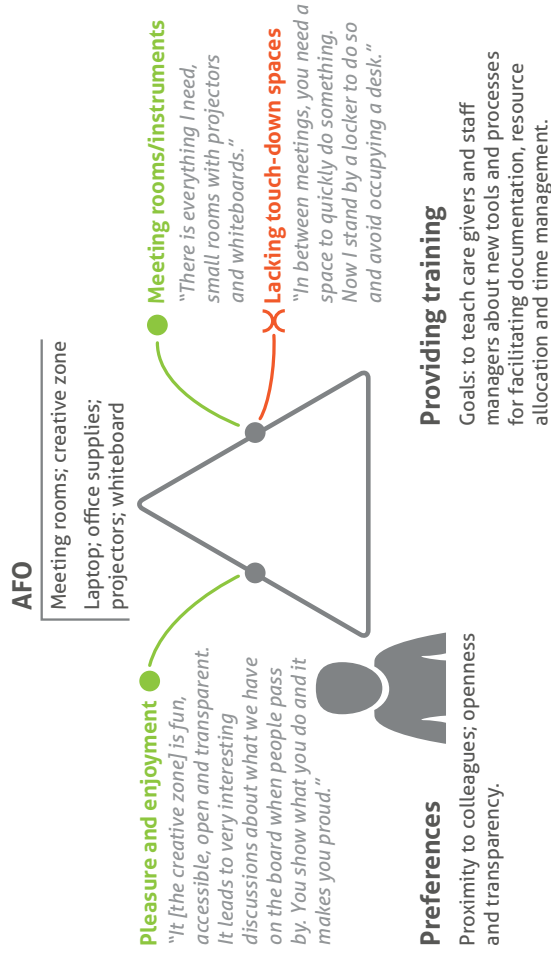 AFO
Meeting rooms; creative zone
Laptop; office supplies;
projectors; whiteboard
Pleasure and enjoyment
“It [the creative zone] is fun,
accessible, open and transparent.
It leads to very interesting
discussions about what we have
on the board when people pass
by. You show what you do and it
makes you proud.”
Meeting rooms/instruments
“There is everything I need,
small rooms with projectors
and whiteboards.”
Lacking touch-down spaces
“In between meetings, you need a
space to quickly do something.
Now I stand by a locker to do so
and avoid occupying a desk.”
Preferences
Proximity to colleagues; openness
and transparency.
Providing training
Goals: to teach care givers and staff
managers about new tools and processes
for facilitating documentation, resource
allocation and time management.